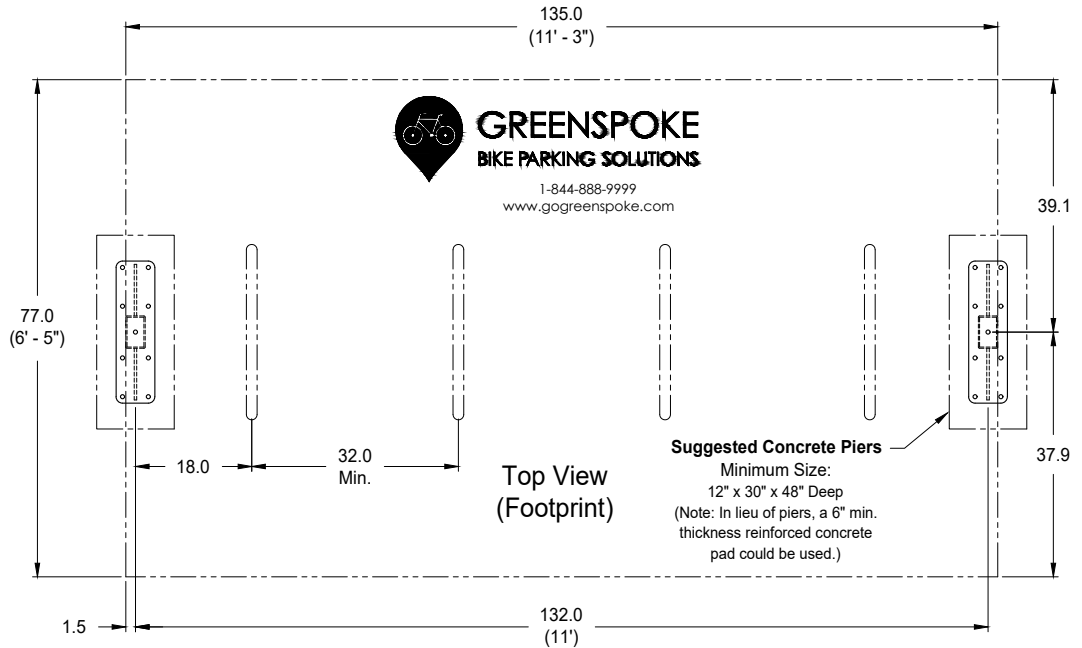 135.0
(11' - 3")
GREENSPOKE
BIKE PARKING SOLUTIONS
1-844-888-9999
www.gogreenspoke.com
39.1
77.0
(6' - 5")
18.0
32.0
Min.
Top View
(Footprint)
Suggested Concrete Piers
Minimum Size:
12" x 30" x 48" Deep
(Note: In lieu of piers, a 6" min.
thickness reinforced concrete
pad could be used.)
37.9
1.5
132.0
(11')